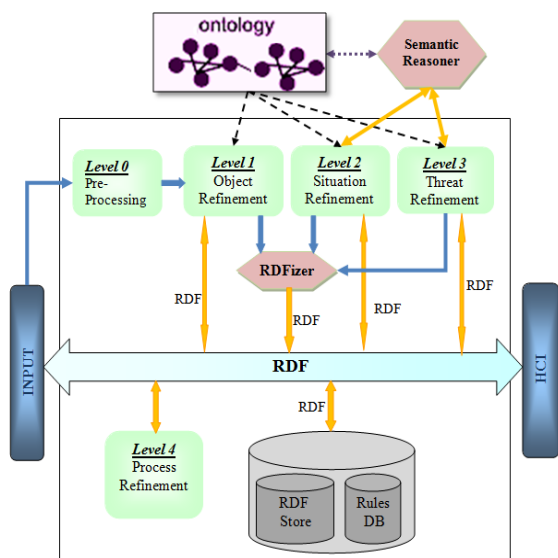 ontology
Semantic
Reasoner
Level 0
Pre-
Processing
Level 1
Object
Refinement
Level 2
Situation
Refinement
Level 3
Threat
Refinement
RDFizer
RDF
RDF
RDF
RDF
INPUT
RDF
HCI
RDF
Level 4
Process
Refinement
RDF
Store
Rules
DB